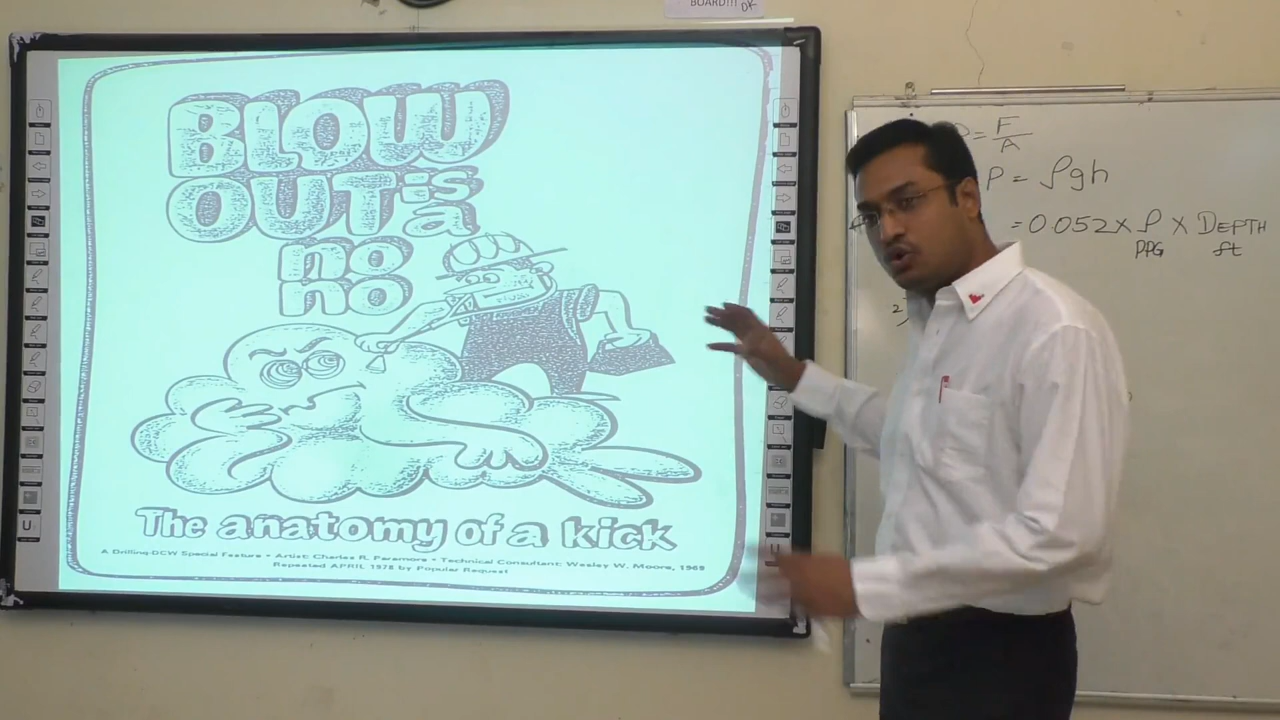 BOARD!!! OK
BLOW
OUT is
a
no
no
The anatomy of a kick
A Drilling-DCW Special Feature • Artist: Charles R. Paramore • Technical Consultant: Wesley W. Moore, 1969
Repeated APRIL 1978 by Popular Request
P = F/A
P = ρgh
= 0.052 × ρ × DEPTH
PPG ft